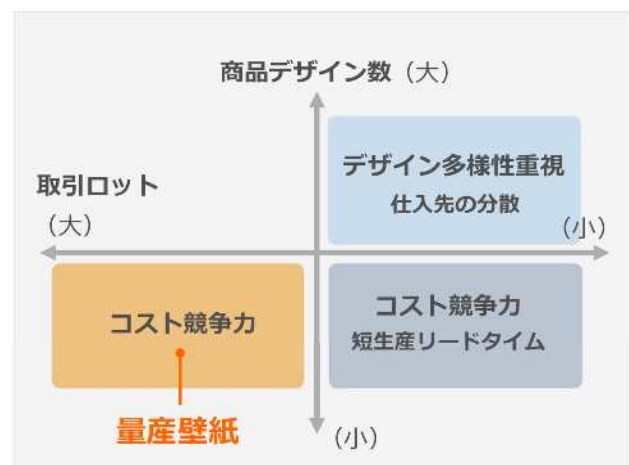 商品デザイン数（大）
デザイン多様性重視
仕入先の分散
取引ロット
（大）
（小）
コスト競争力
コスト競争力
短生産リードタイム
量産壁紙
（小）